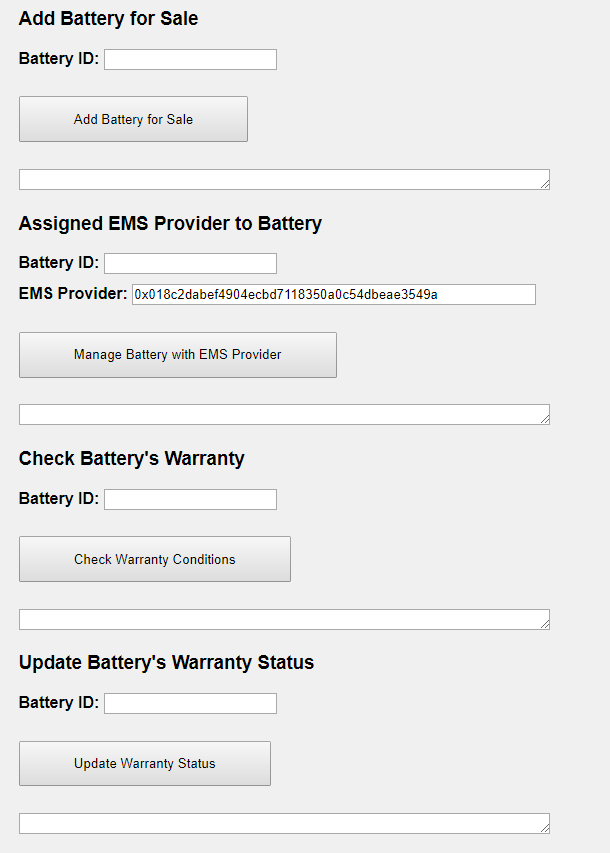 Add Battery for Sale
Battery ID:
Add Battery for Sale
Assigned EMS Provider to Battery
Battery ID:
EMS Provider: 0x018c2dabef4904ecbd7118350a0c54dbeae3549a
Manage Battery with EMS Provider
Check Battery's Warranty
Battery ID:
Check Warranty Conditions
Update Battery's Warranty Status
Battery ID:
Update Warranty Status